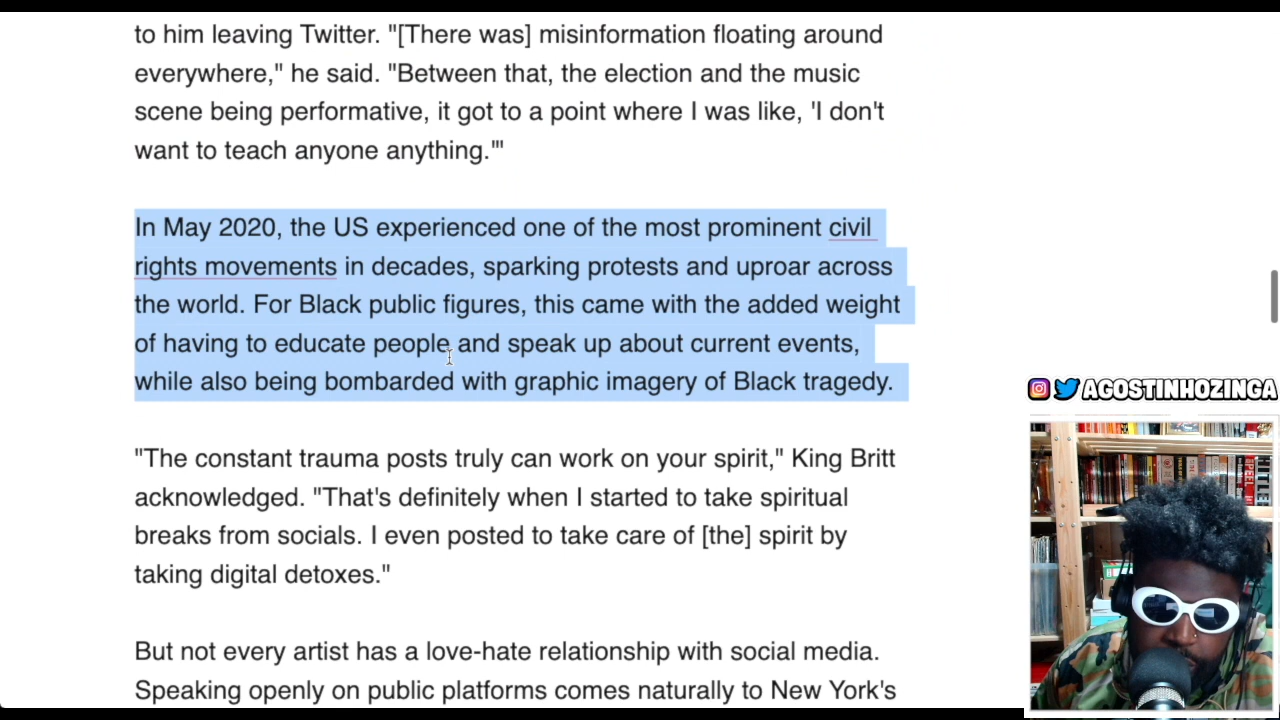 to him leaving Twitter. "[There was] misinformation floating around
everywhere," he said. "Between that, the election and the music
scene being performative, it got to a point where I was like, 'I don't
want to teach anyone anything.'"
In May 2020, the US experienced one of the most prominent civil
rights movements in decades, sparking protests and uproar across
the world. For Black public figures, this came with the added weight
of having to educate people and speak up about current events,
while also being bombarded with graphic imagery of Black tragedy.
"The constant trauma posts truly can work on your spirit," King Britt
acknowledged. "That's definitely when I started to take spiritual
breaks from socials. I even posted to take care of [the] spirit by
taking digital detoxes."
But not every artist has a love-hate relationship with social media.
Speaking openly on public platforms comes naturally to New York's
AGOSTINHOZINGA